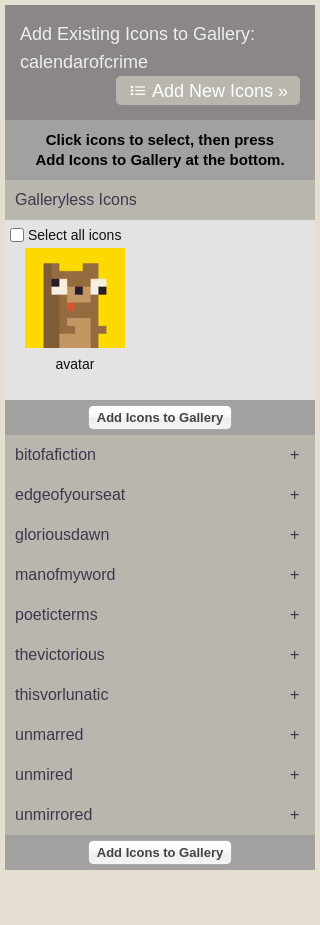 Add Existing Icons to Gallery:
calendarofcrime
Add New Icons »
Click icons to select, then press
Add Icons to Gallery at the bottom.
Galleryless Icons
Select all icons
avatar
Add Icons to Gallery
bitofafiction +
edgeofyourseat +
gloriousdawn +
manofmyword +
poeticterms +
thevictorious +
thisvorlunatic +
unmarred +
unmired +
unmirrored +
Add Icons to Gallery